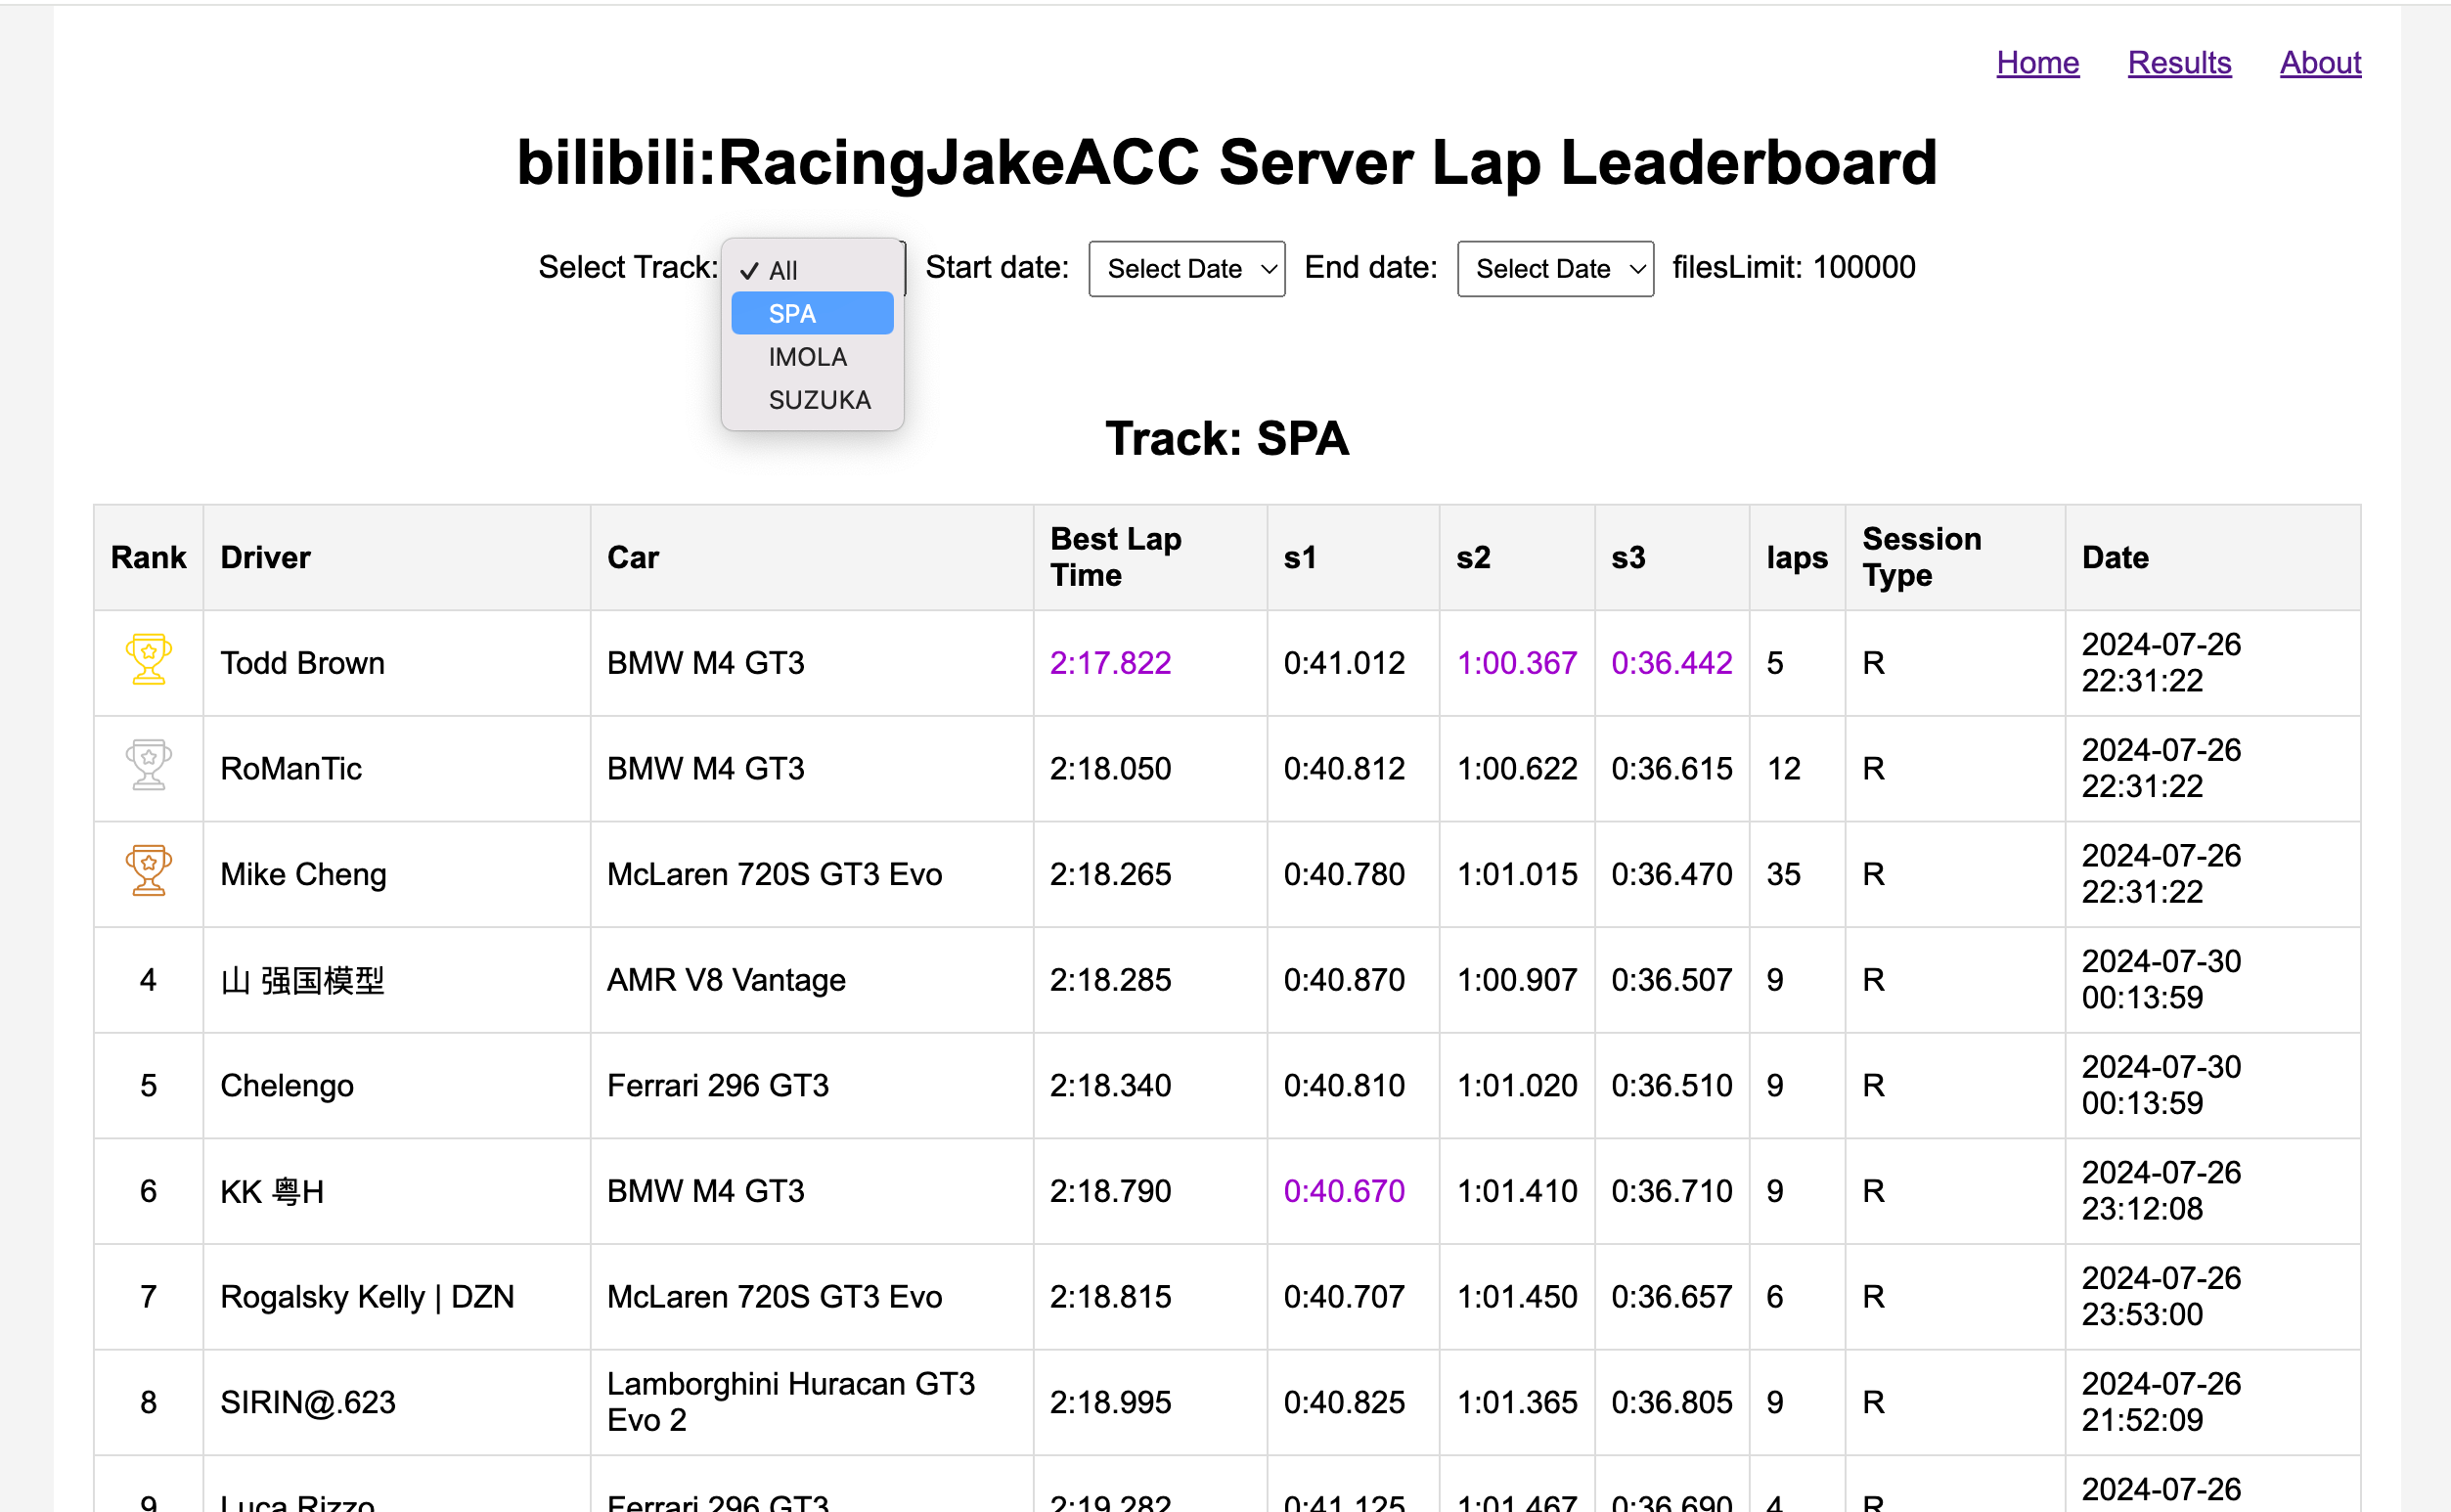 Home Results About
bilibili:RacingJakeACC Server Lap Leaderboard
Select Track: Start date: Select Date End date: Select Date filesLimit: 100000
✓ All
SPA
IMOLA
SUZUKA
Track: SPA
Rank Driver Car Best Lap Time s1 s2 s3 laps Session Type Date
Todd Brown BMW M4 GT3 2:17.822 0:41.012 1:00.367 0:36.442 5 R 2024-07-26 22:31:22
RoManTic BMW M4 GT3 2:18.050 0:40.812 1:00.622 0:36.615 12 R 2024-07-26 22:31:22
Mike Cheng McLaren 720S GT3 Evo 2:18.265 0:40.780 1:01.015 0:36.470 35 R 2024-07-26 22:31:22
4 山 强国模型 AMR V8 Vantage 2:18.285 0:40.870 1:00.907 0:36.507 9 R 2024-07-30 00:13:59
5 Chelengo Ferrari 296 GT3 2:18.340 0:40.810 1:01.020 0:36.510 9 R 2024-07-30 00:13:59
6 KK 粤H BMW M4 GT3 2:18.790 0:40.670 1:01.410 0:36.710 9 R 2024-07-26 23:12:08
7 Rogalsky Kelly | DZN McLaren 720S GT3 Evo 2:18.815 0:40.707 1:01.450 0:36.657 6 R 2024-07-26 23:53:00
8 SIRIN@.623 Lamborghini Huracan GT3 Evo 2 2:18.995 0:40.825 1:01.365 0:36.805 9 R 2024-07-26 21:52:09
9 Luca Rizzo Ferrari 296 GT3 2:19.282 0:41.125 1:01.467 0:36.690 4 R 2024-07-26